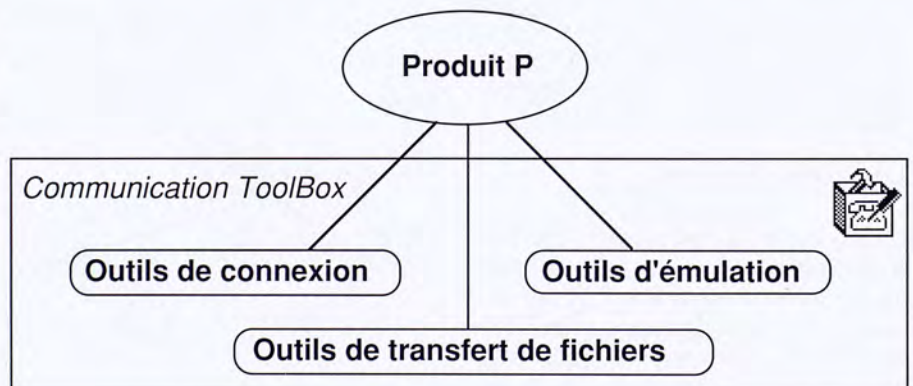 Produit P
Communication ToolBox
Outils de connexion
Outils d'émulation
Outils de transfert de fichiers